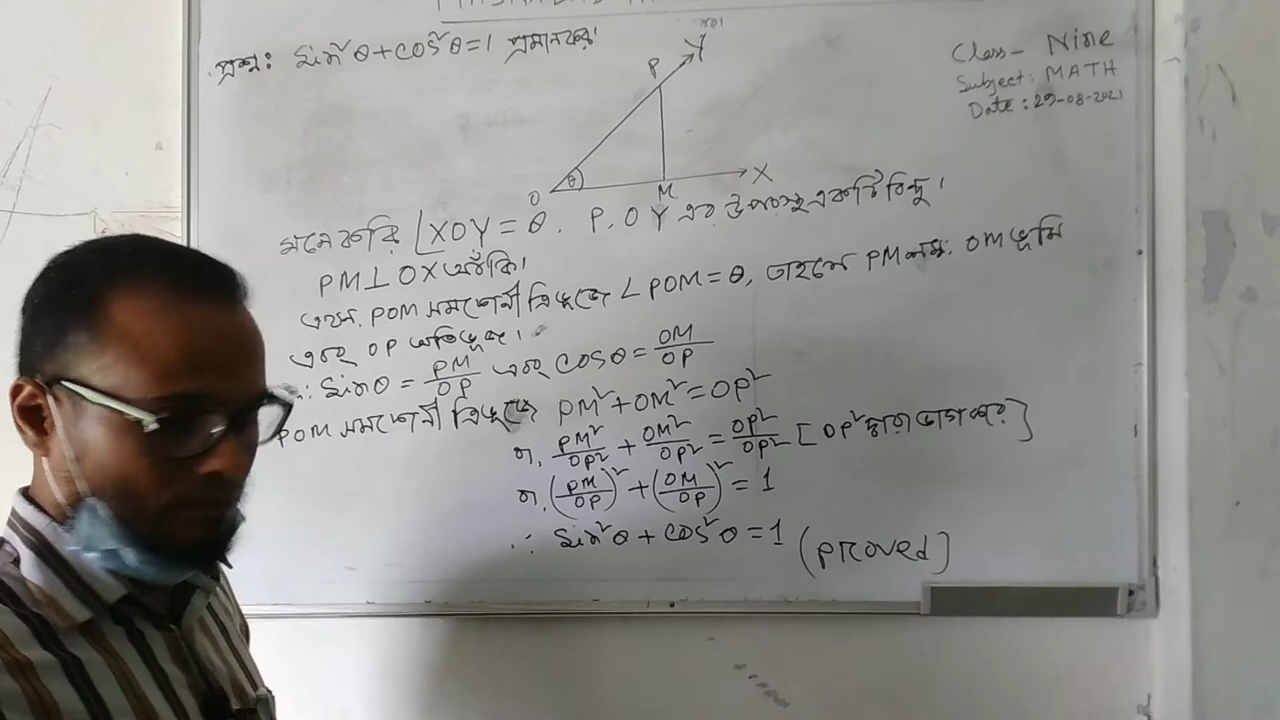 প্রশ্ন: sin²θ+cos²θ=1 প্রমাণ কর।
Class- Nine
Subject: MATH
Date: 29-08-2021
P Y
θ
O M X
মনে করি ∠XOY = θ. P, OY এর উপরস্থ একটি বিন্দু।
PM⊥OX আঁকি।
এখন, POM সমকোণী ত্রিভুজে ∠POM = θ, তাহলে PM লম্ব, OM ভূমি
এবং OP অতিভুজ।
∴ sinθ = PM/OP এবং cosθ = OM/OP
POM সমকোণী ত্রিভুজে PM²+OM²=OP²
বা, PM²/OP² + OM²/OP² = OP²/OP² [OP² দ্বারা ভাগ করে]
বা, (PM/OP)² + (OM/OP)² = 1
∴ sin²θ + cos²θ = 1 (proved)